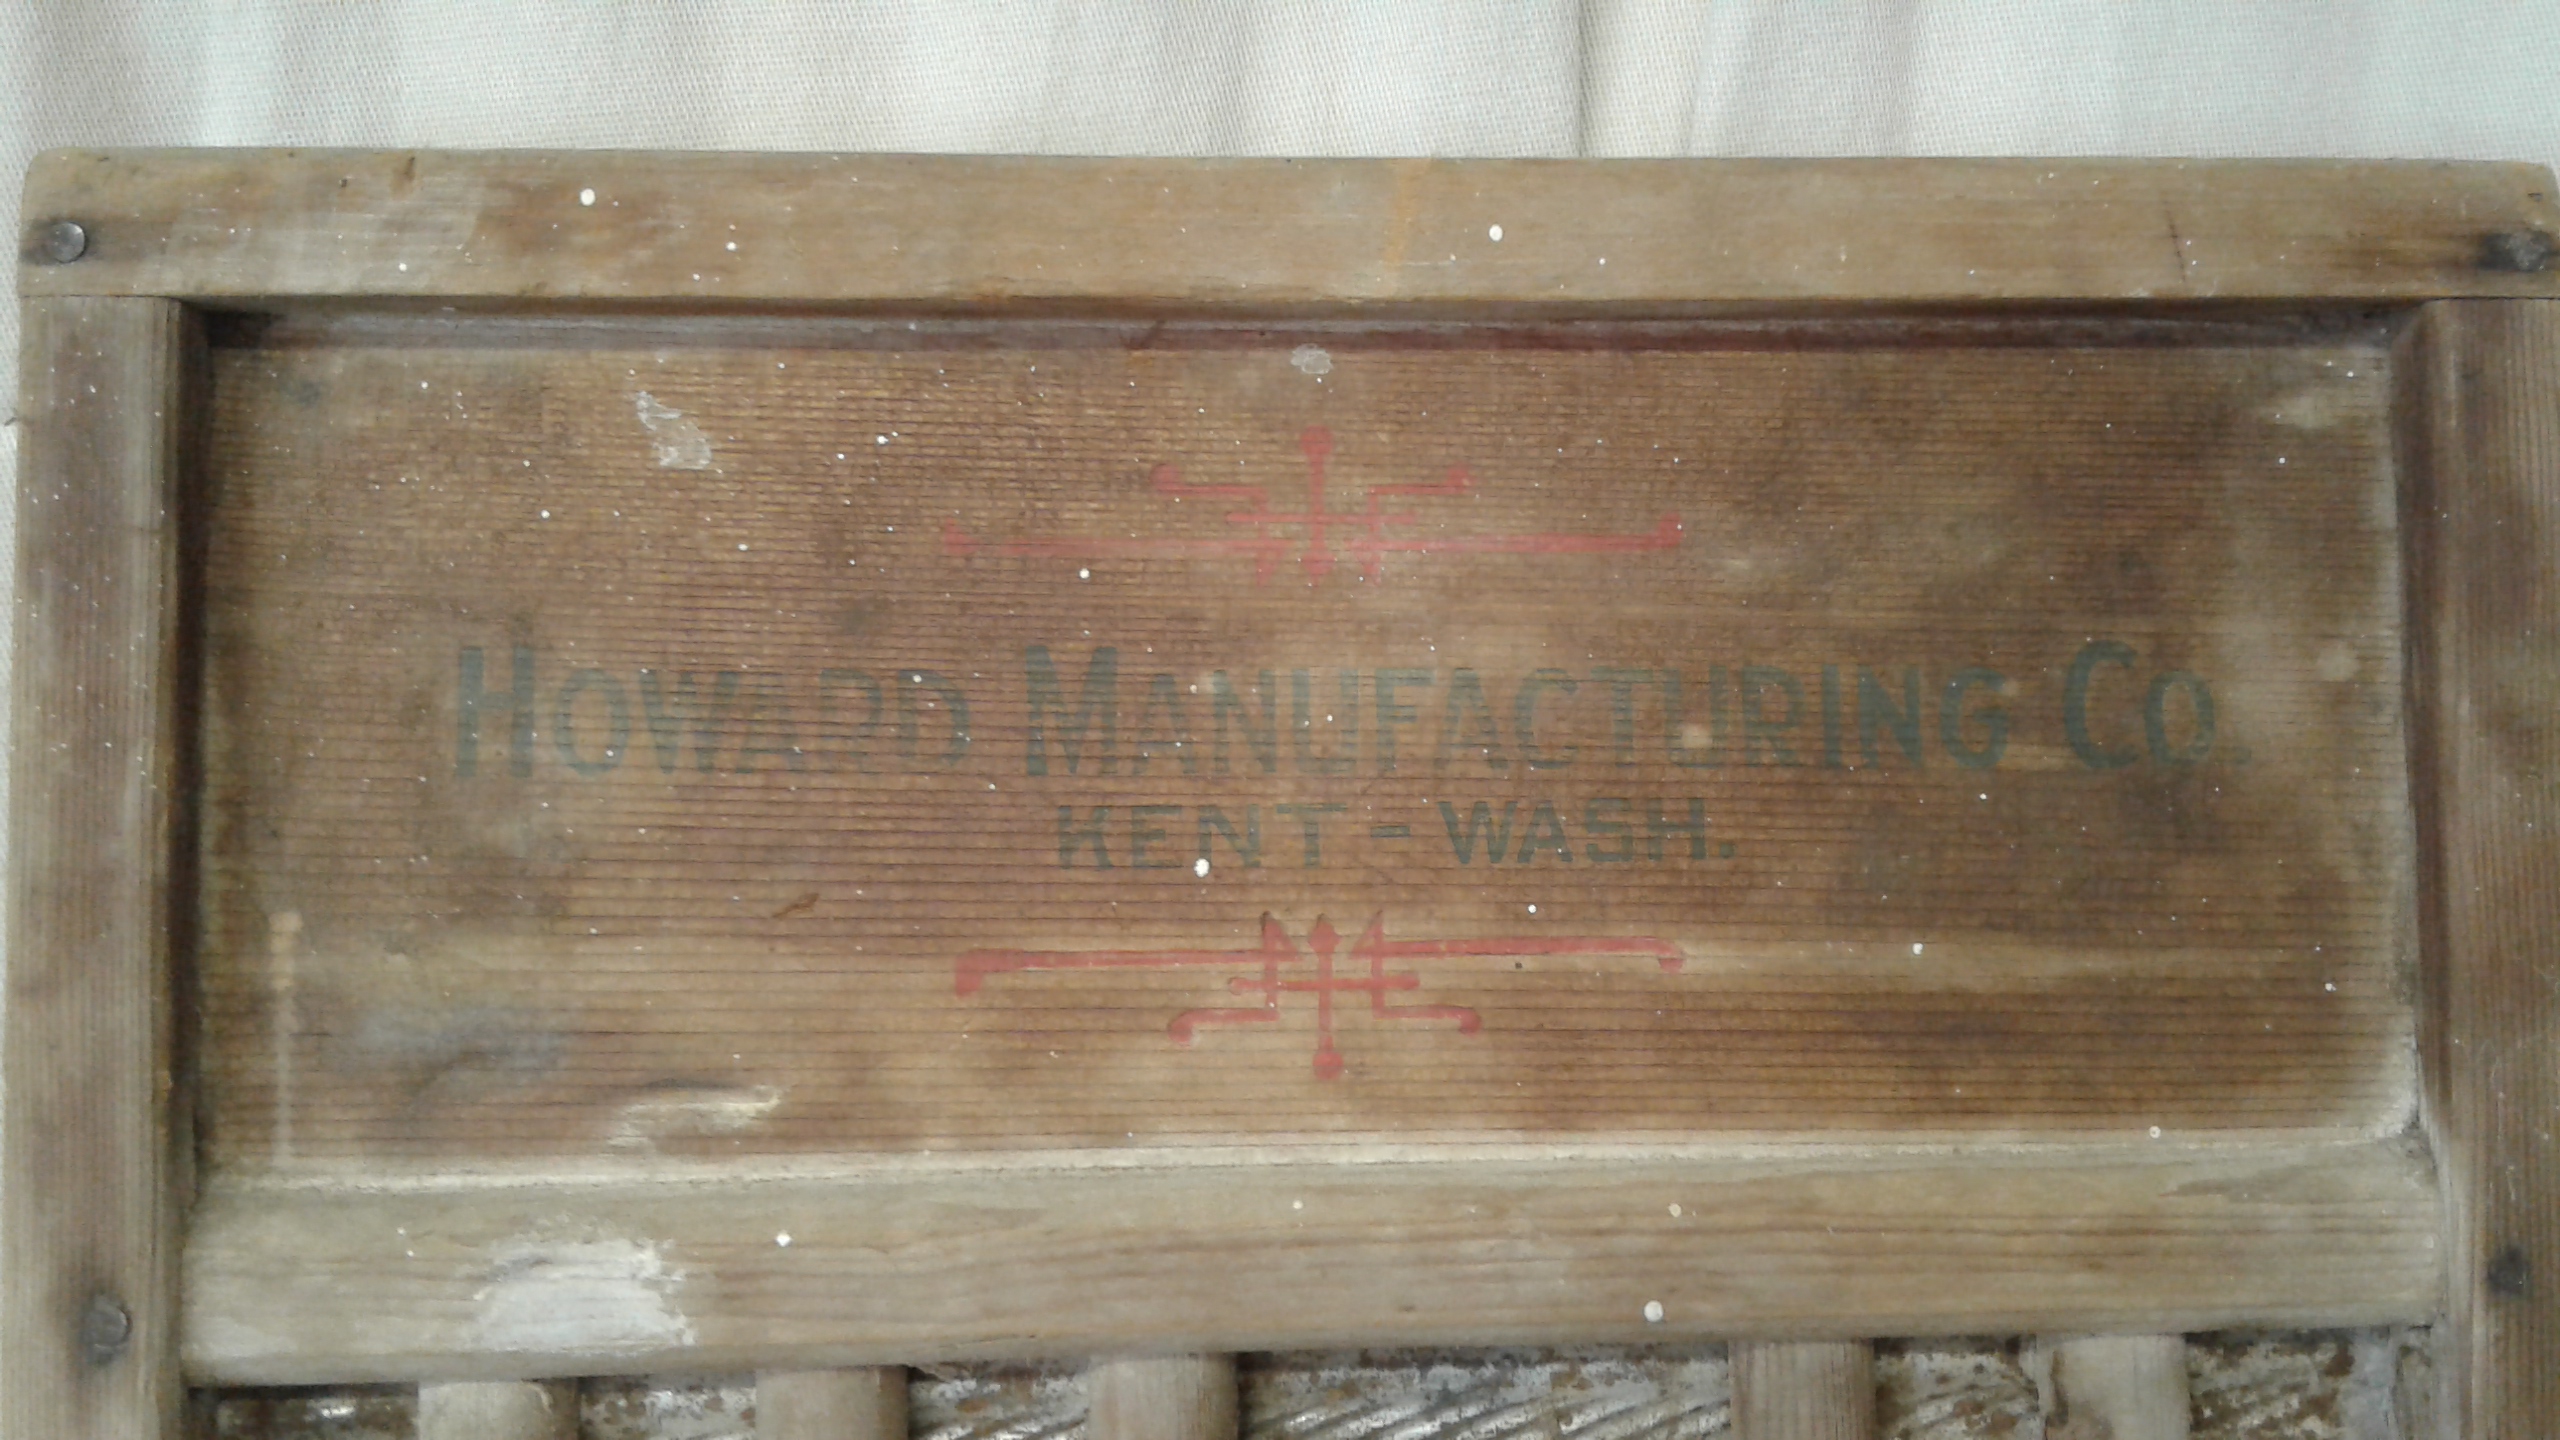 HOWARD MANUFACTURING CO.
KENT - WASH.